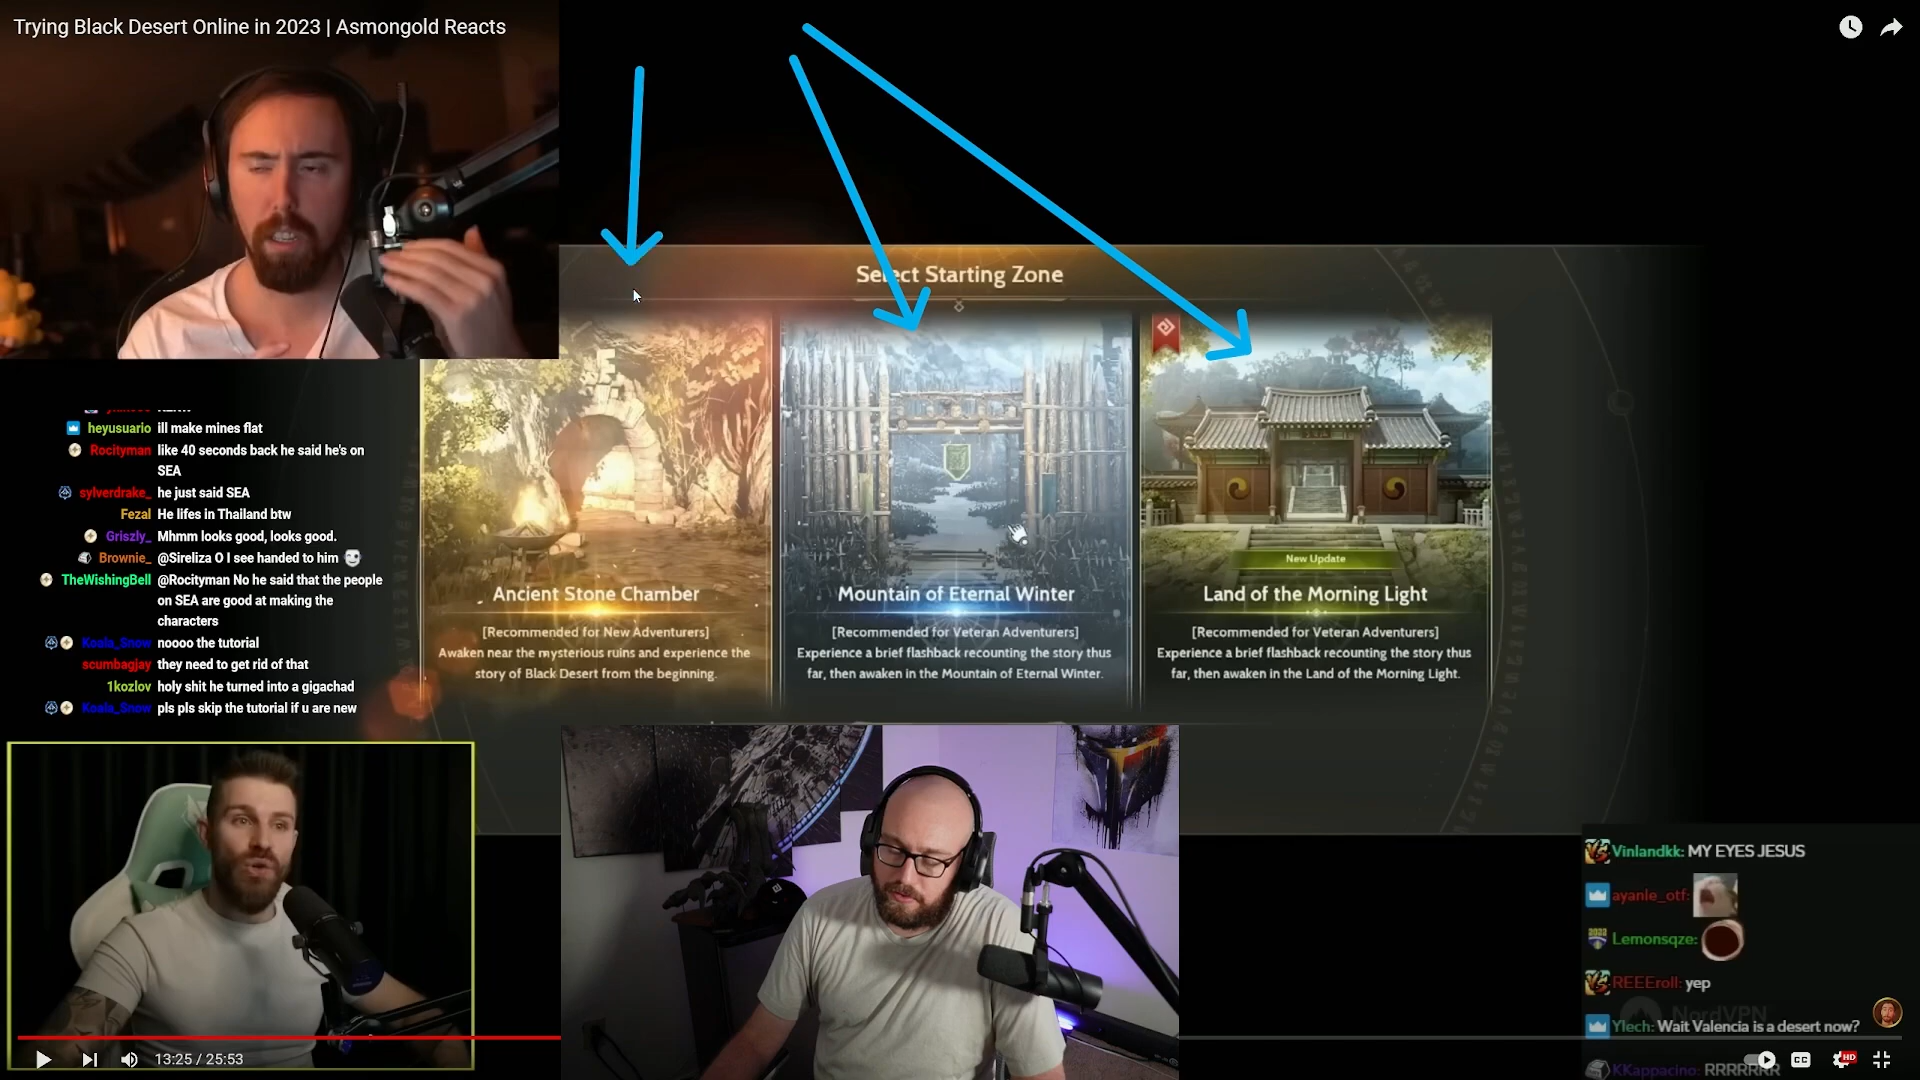 Trying Black Desert Online in 2023 | Asmongold Reacts
Select Starting Zone
heyusuario ill make mines flat
Rocityman like 40 seconds back he said he's on
SEA
sylverdrake_ he just said SEA
Fezal He lifes in Thailand btw
Griszly_ Mhmm looks good, looks good.
Brownie_ @Sireliza O I see handed to him
TheWishingBell @Rocityman No he said that the people
on SEA are good at making the
characters
Koala_Snow noooo the tutorial
scumbagjay they need to get rid of that
1kozlov holy shit he turned into a gigachad
Koala_Snow pls pls skip the tutorial if u are new
Ancient Stone Chamber
[Recommended for New Adventurers]
Awaken near the mysterious ruins and experience the
story of Black Desert from the beginning.
Mountain of Eternal Winter
[Recommended for Veteran Adventurers]
Experience a brief flashback recounting the story thus
far, then awaken in the Mountain of Eternal Winter.
New Update
Land of the Morning Light
[Recommended for Veteran Adventurers]
Experience a brief flashback recounting the story thus
far, then awaken in the Land of the Morning Light.
Vinlandkk: MY EYES JESUS
ayanle_otf:
Lemonsqze:
REEEroll: yep
NordVPN
Ylech: Wait Valencia is a desert now?
KKappacino: RRRRRRR
13:25 / 25:53
CC
HD